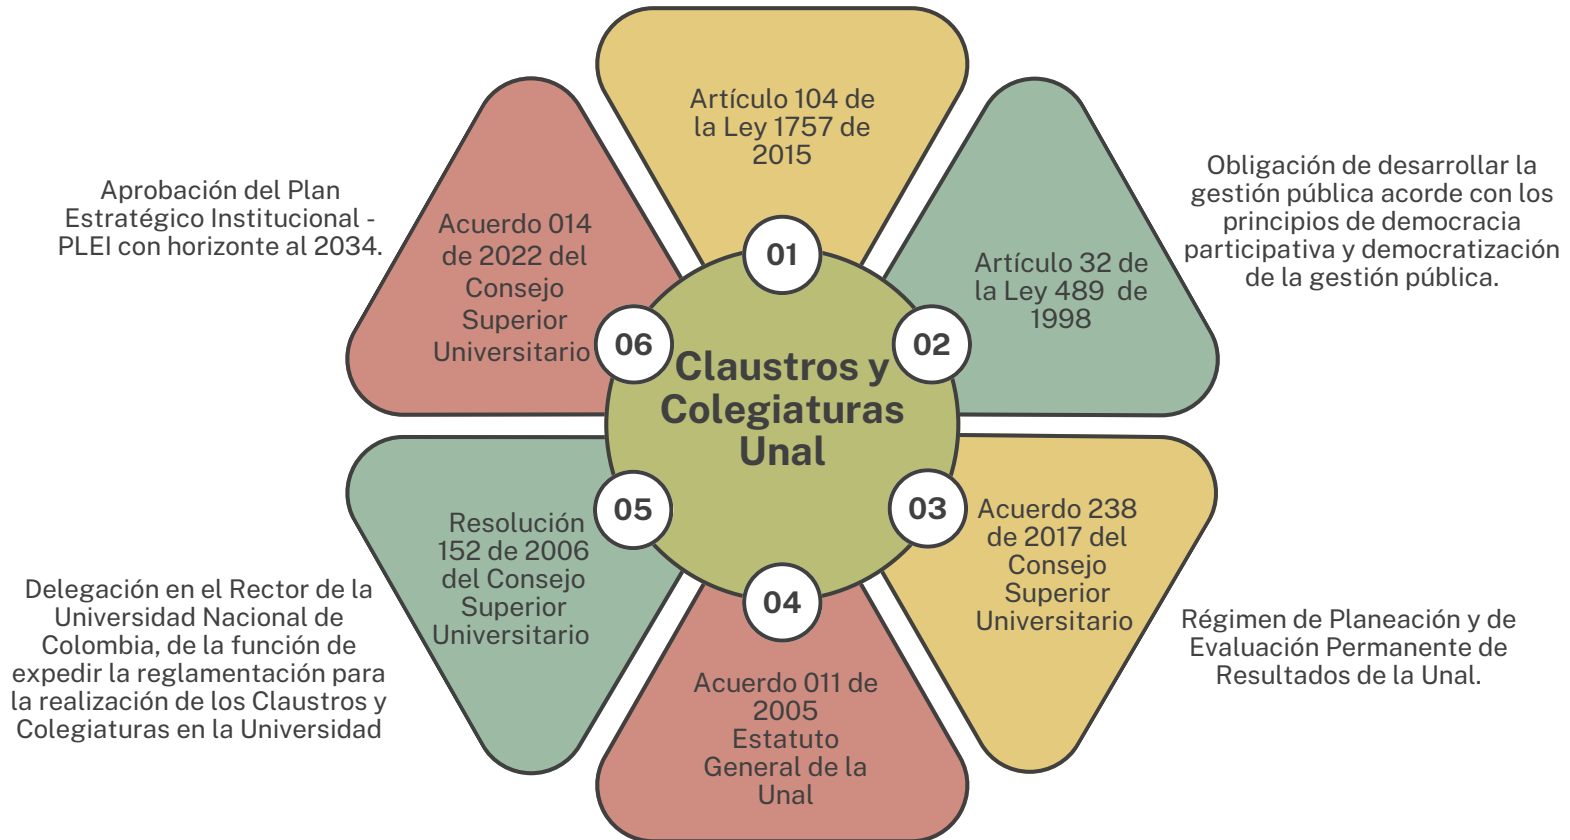 Claustros y
Colegiaturas
Unal
01
Artículo 104 de
la Ley 1757 de
2015
02
Artículo 32 de
la Ley 489  de
1998
Obligación de desarrollar la
gestión pública acorde con los
principios de democracia
participativa y democratización
de la gestión pública.
03
Acuerdo 238
de 2017 del
Consejo
Superior
Universitario
Régimen de Planeación y de
Evaluación Permanente de
Resultados de la Unal.
04
Acuerdo 011 de
2005
Estatuto
General de la
Unal
05
Resolución
152 de 2006
del Consejo
Superior
Universitario
Delegación en el Rector de la
Universidad Nacional de
Colombia, de la función de
expedir la reglamentación para
la realización de los Claustros y
Colegiaturas en la Universidad
06
Acuerdo 014
de 2022 del
Consejo
Superior
Universitario
Aprobación del Plan
Estratégico Institucional -
PLEI con horizonte al 2034.